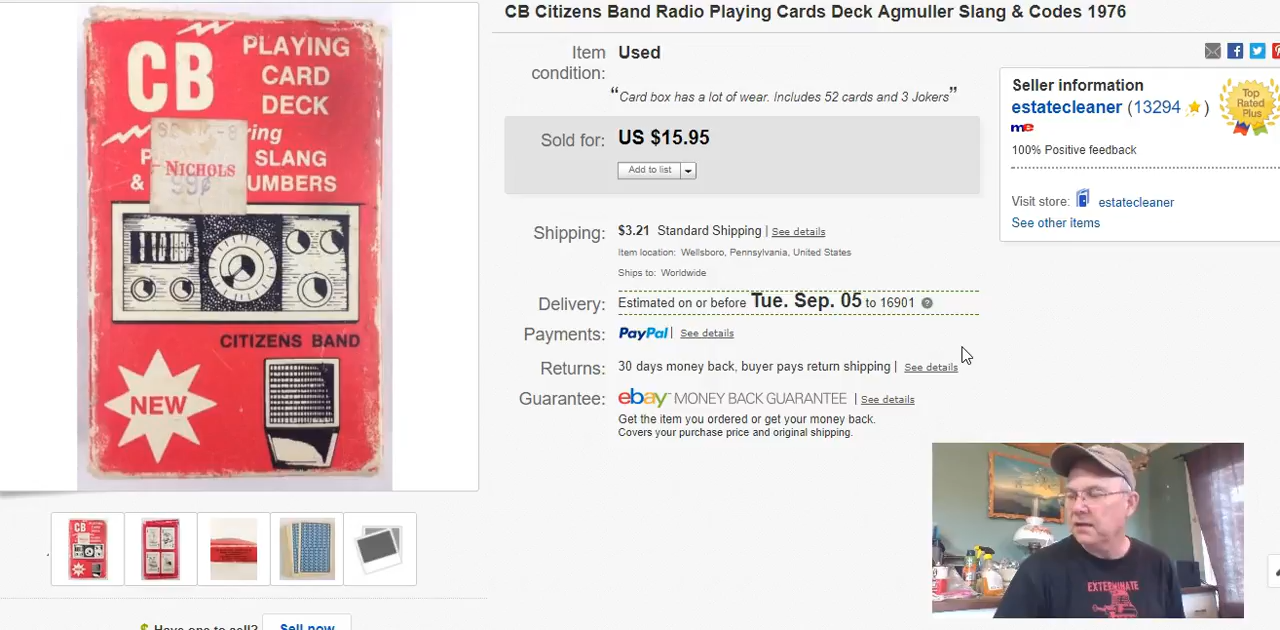 CB Citizens Band Radio Playing Cards Deck Agmuller Slang & Codes 1976
CB
PLAYING
CARD
DECK
ring
P SLANG
& UMBERS
NICHOLS
99¢
CITIZENS BAND
NEW
Item
condition:
Used
“Card box has a lot of wear. Includes 52 cards and 3 Jokers”
Sold for:
US $15.95
Add to list
Shipping:
$3.21 Standard Shipping | See details
Item location: Wellsboro, Pennsylvania, United States
Ships to: Worldwide
Delivery:
Estimated on or before Tue. Sep. 05 to 16901 ?
Payments:
PayPal | See details
Returns:
30 days money back, buyer pays return shipping | See details
Guarantee:
ebay MONEY BACK GUARANTEE | See details
Get the item you ordered or get your money back.
Covers your purchase price and original shipping.
Seller information
estatecleaner (13294 )
me
100% Positive feedback
Top
Rated
Plus
Visit store: estatecleaner
See other items
EXTERMINATE
Have one to sell?
Sell now